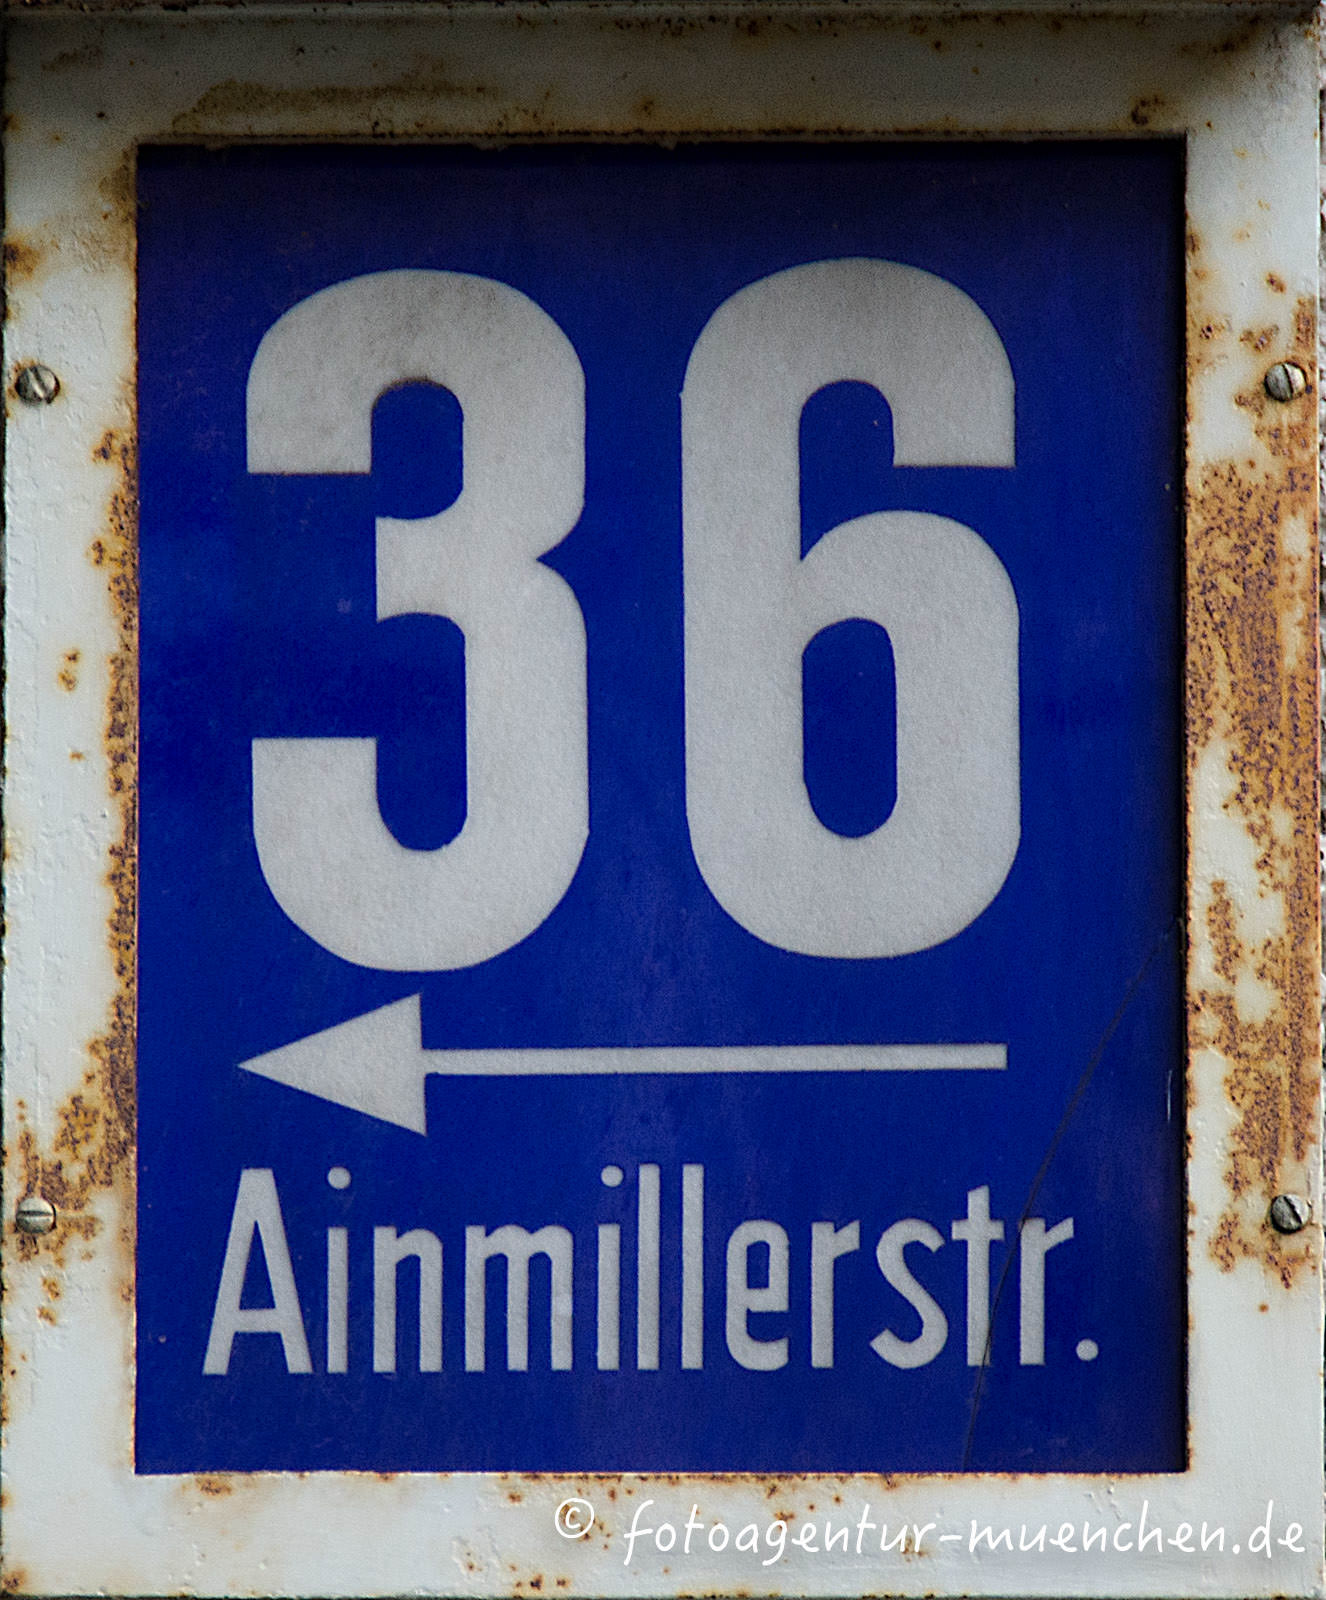 36
Ainmillerstr.
© fotoagentur-muenchen.de